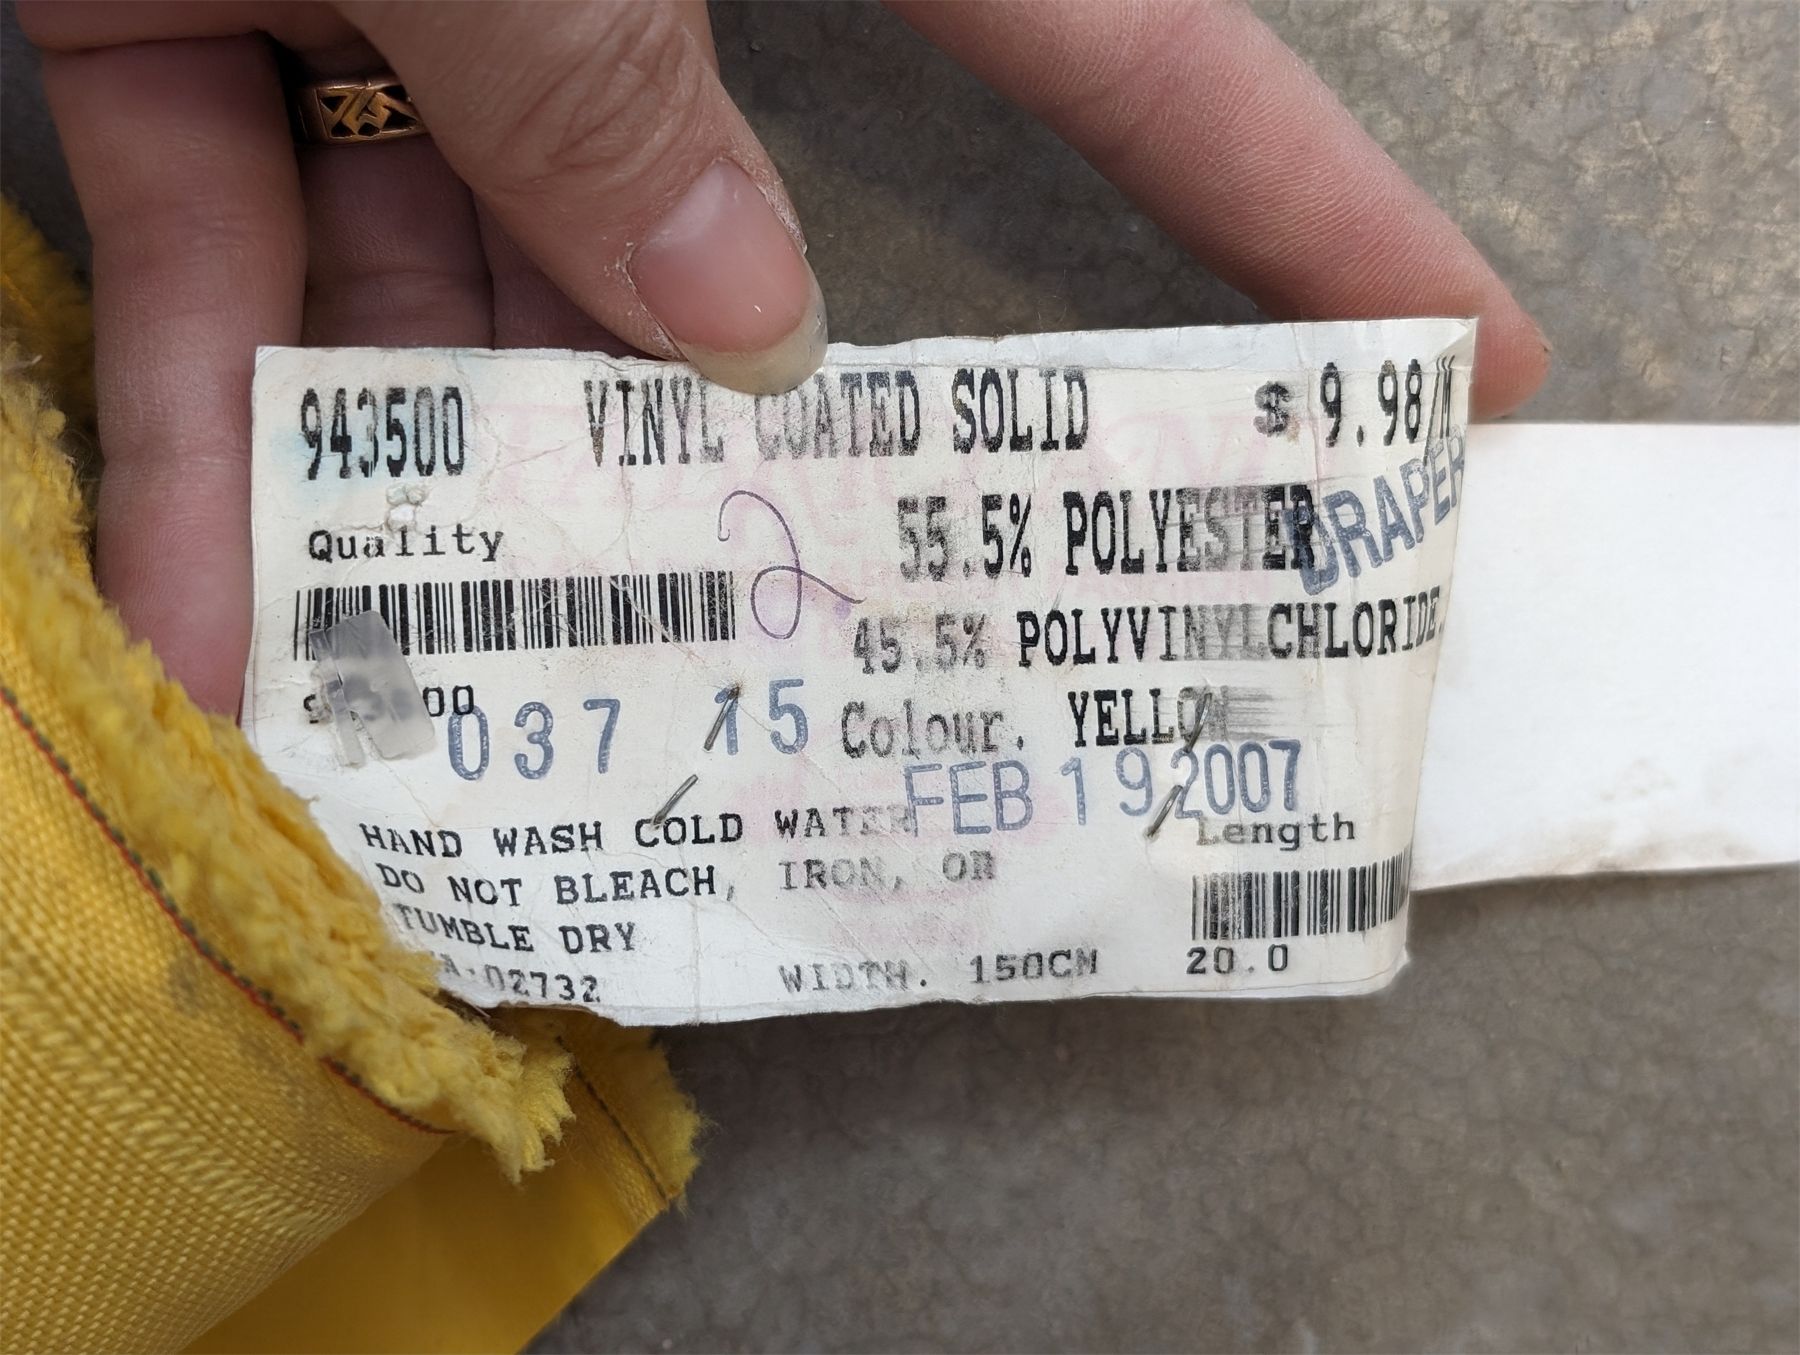 943500 VINYL COATED SOLID $ 9.98/M
DRAPER
Quality 2 55.5% POLYESTER
45.5% POLYVINYLCHLORIDE.
00
037 15 Colour. YELLOW
FEB 19 2007
HAND WASH COLD WATER Length
DO NOT BLEACH, IRON, OR
TUMBLE DRY
02732 WIDTH. 150CM 20.0